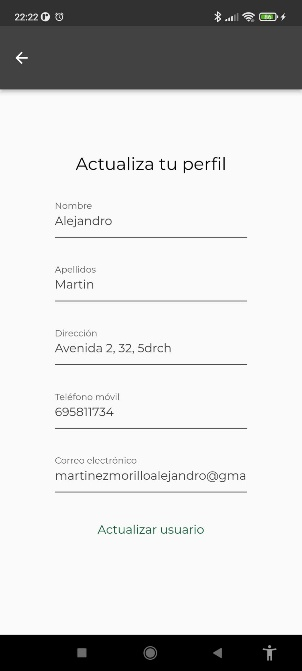 22:22
Actualiza tu perfil
Nombre
Alejandro
Apellidos
Martin
Dirección
Avenida 2, 32, 5drch
Teléfono móvil
695811734
Correo electrónico
martinezmorilloalejandro@gma
Actualizar usuario